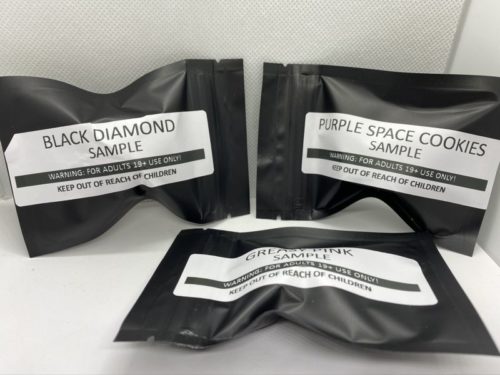 BLACK DIAMOND
SAMPLE
WARNING: FOR ADULTS 19+ USE ONLY!
KEEP OUT OF REACH OF CHILDREN
PURPLE SPACE COOKIES
SAMPLE
WARNING: FOR ADULTS 19+ USE ONLY!
KEEP OUT OF REACH OF CHILDREN
GREASY PINK
SAMPLE
WARNING: FOR ADULTS 19+ USE ONLY!
KEEP OUT OF REACH OF CHILDREN